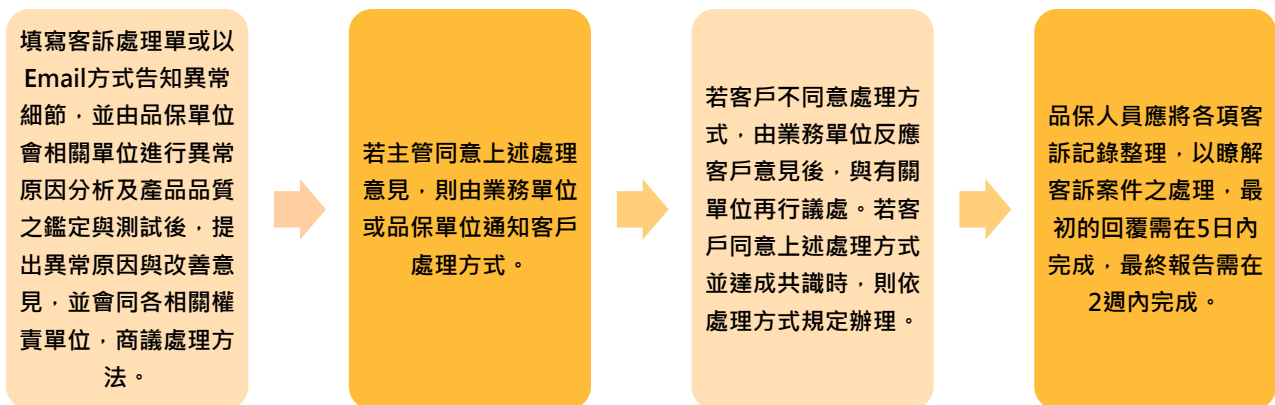 填寫客訴處理單或以
Email方式告知異常
細節，並由品保單位
會相關單位進行異常
原因分析及產品品質
之鑑定與測試後，提
出異常原因與改善意
見，並會同各相關權
責單位，商議處理方
法。
若主管同意上述處理
意見，則由業務單位
或品保單位通知客戶
處理方式。
若客戶不同意處理方
式，由業務單位反應
客戶意見後，與有關
單位再行議處。若客
戶同意上述處理方式
並達成共識時，則依
處理方式規定辦理。
品保人員應將各項客
訴記錄整理，以瞭解
客訴案件之處理，最
初的回覆需在5日內
完成，最終報告需在
2週內完成。